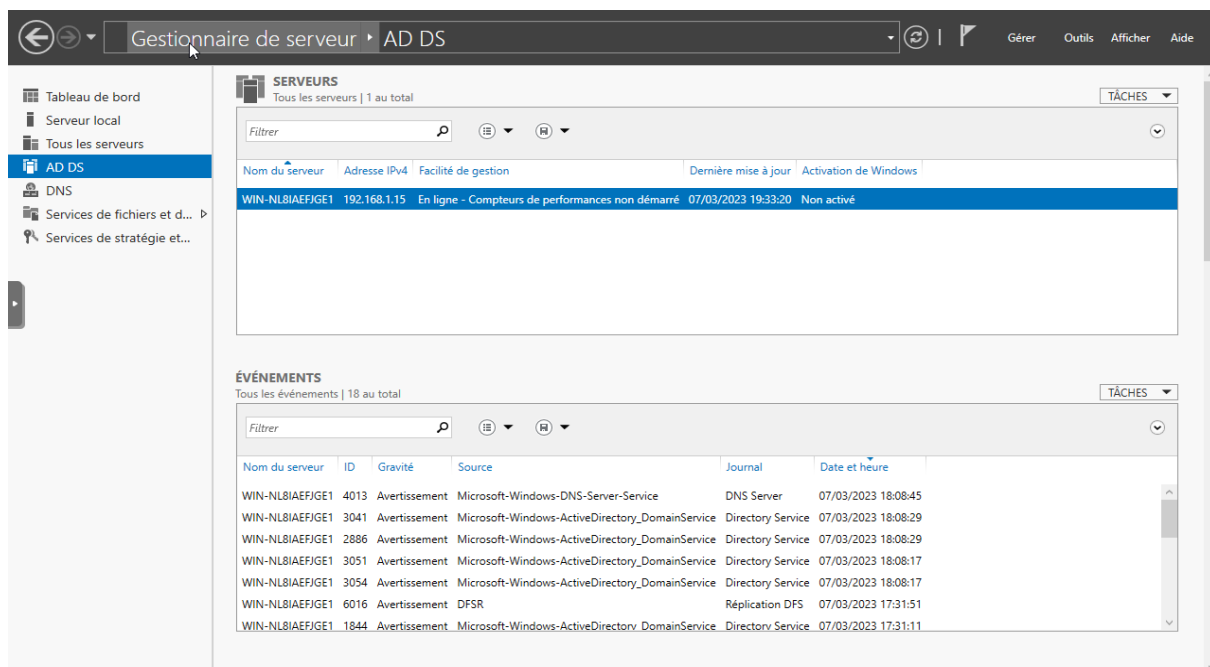 Gestionnaire de serveur ‣ AD DS
Gérer Outils Afficher Aide
Tableau de bord
Serveur local
Tous les serveurs
AD DS
DNS
Services de fichiers et d...
Services de stratégie et...
SERVEURS
Tous les serveurs | 1 au total
TÂCHES
Filtrer
Nom du serveur Adresse IPv4 Facilité de gestion Dernière mise à jour Activation de Windows
WIN-NL8IAEFJGE1 192.168.1.15 En ligne - Compteurs de performances non démarré 07/03/2023 19:33:20 Non activé
ÉVÉNEMENTS
Tous les événements | 18 au total
TÂCHES
Filtrer
Nom du serveur ID Gravité Source Journal Date et heure
WIN-NL8IAEFJGE1 4013 Avertissement Microsoft-Windows-DNS-Server-Service DNS Server 07/03/2023 18:08:45
WIN-NL8IAEFJGE1 3041 Avertissement Microsoft-Windows-ActiveDirectory_DomainService Directory Service 07/03/2023 18:08:29
WIN-NL8IAEFJGE1 2886 Avertissement Microsoft-Windows-ActiveDirectory_DomainService Directory Service 07/03/2023 18:08:29
WIN-NL8IAEFJGE1 3051 Avertissement Microsoft-Windows-ActiveDirectory_DomainService Directory Service 07/03/2023 18:08:17
WIN-NL8IAEFJGE1 3054 Avertissement Microsoft-Windows-ActiveDirectory_DomainService Directory Service 07/03/2023 18:08:17
WIN-NL8IAEFJGE1 6016 Avertissement DFSR Réplication DFS 07/03/2023 17:31:51
WIN-NL8IAEFJGE1 1844 Avertissement Microsoft-Windows-ActiveDirectory_DomainService Directory Service 07/03/2023 17:31:11